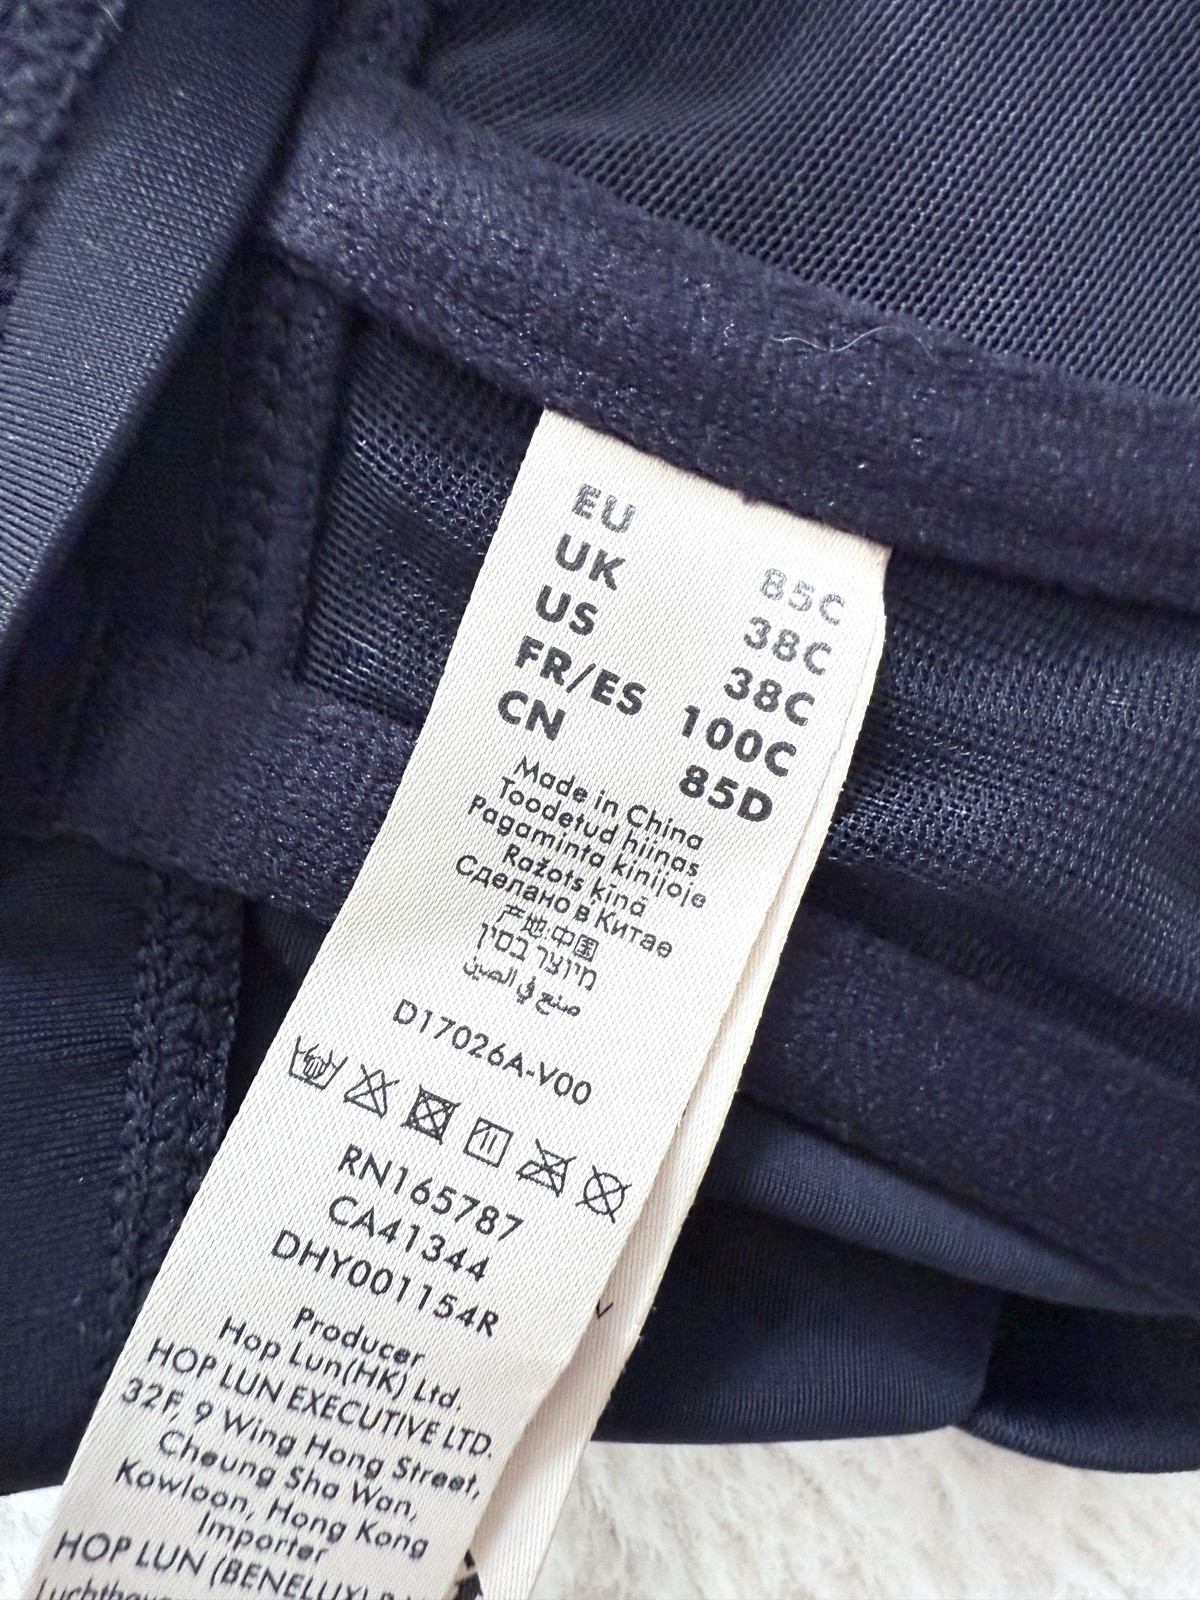 EU 85C
UK 38C
US 38C
FR/ES 100C
CN 85D
Made in China
Toodetud hiinas
Pagaminta kinijoje
Ražots ķīnā
Сделано в Китае
产地:中国
מיוצר בסין
صنع في الصين
D17026A-V00
RN165787
CA41344
DHY001154R
Producer
Hop Lun(HK) Ltd.
HOP LUN EXECUTIVE LTD.
32F, 9 Wing Hong Street,
Cheung Sha Wan,
Kowloon, Hong Kong
Importer
HOP LUN (BENELUX)